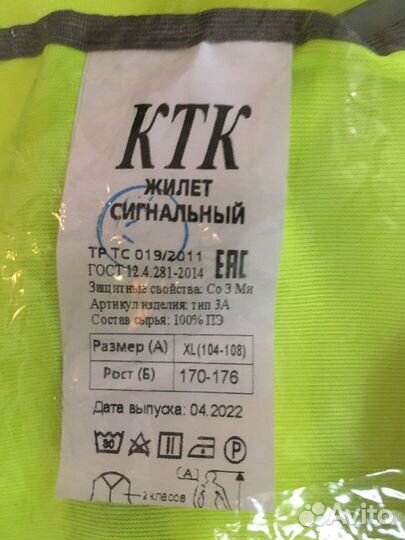 КТК
ЖИЛЕТ
СИГНАЛЬНЫЙ
ТР ТС 019/2011
ГОСТ 12.4.281-2014
EAC
Защитные свойства: Со 3 Ми
Артикул изделия: тип 3А
Состав сырья: 100% ПЭ
Размер (А) XL(104-108)
Рост (Б) 170-176
Дата выпуска: 04.2022
30 P
(А)
2 класса
Avito